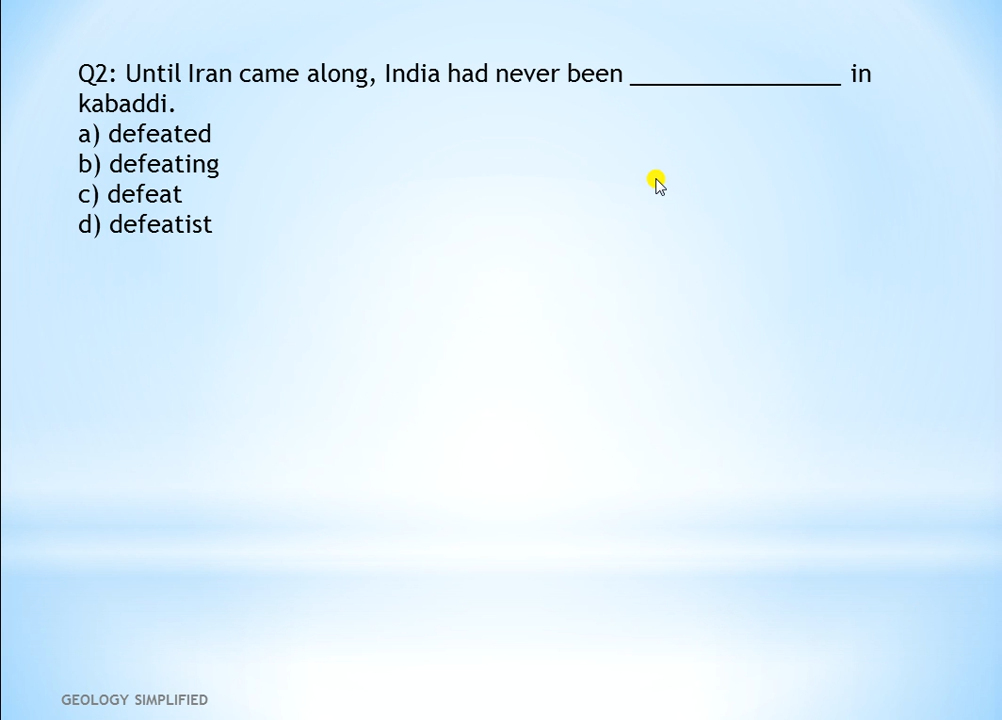 Q2: Until Iran came along, India had never been ________________ in
kabaddi.
a) defeated
b) defeating
c) defeat
d) defeatist
GEOLOGY SIMPLIFIED